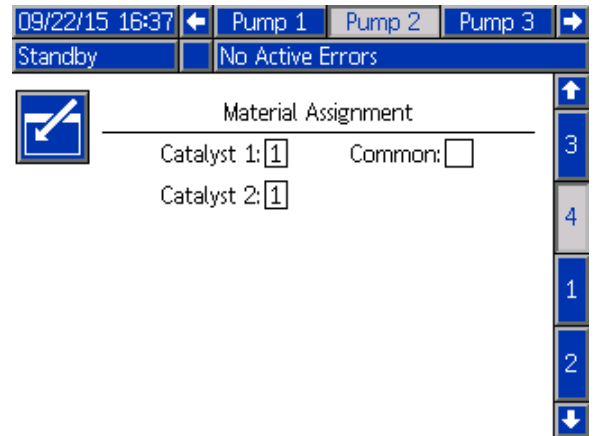 09/22/15 16:37 Pump 1 Pump 2 Pump 3
Standby No Active Errors
Material Assignment
Catalyst 1: 1 Common:
Catalyst 2: 1
3
4
1
2